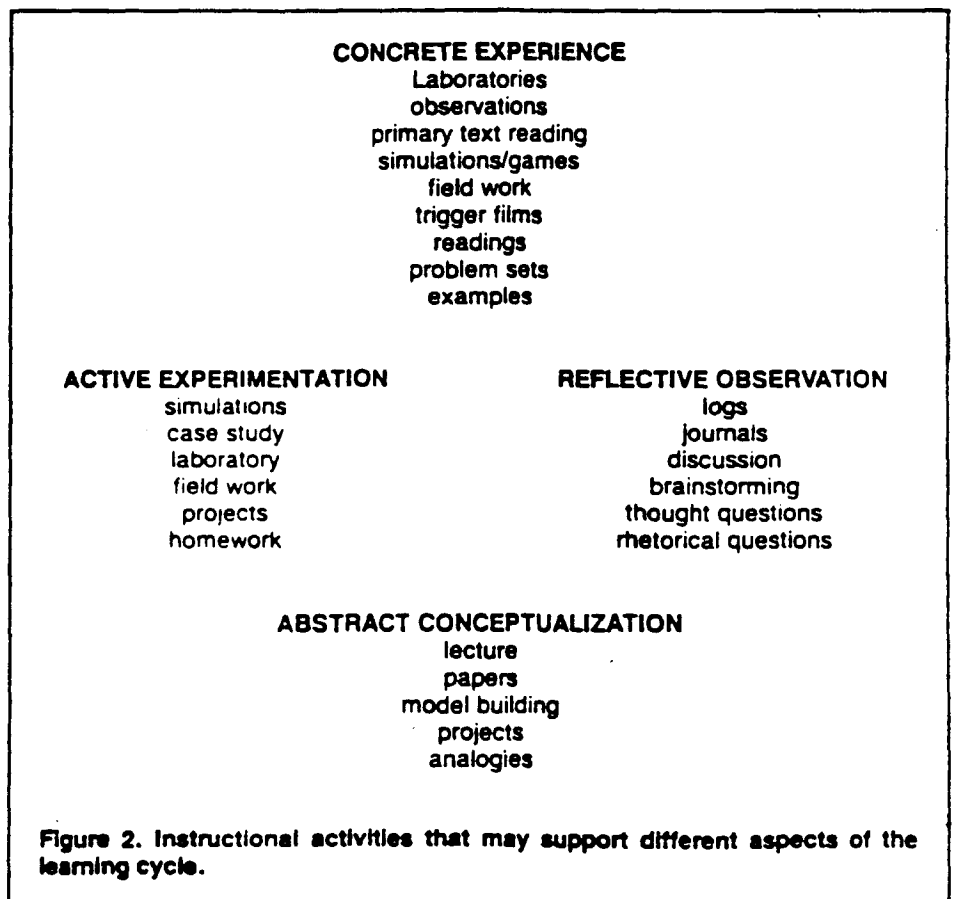 CONCRETE EXPERIENCE
Laboratories
observations
primary text reading
simulations/games
field work
trigger films
readings
problem sets
examples
ACTIVE EXPERIMENTATION
simulations
case study
laboratory
field work
projects
homework
REFLECTIVE OBSERVATION
logs
journals
discussion
brainstorming
thought questions
rhetorical questions
ABSTRACT CONCEPTUALIZATION
lecture
papers
model building
projects
analogies
Figure 2. Instructional activities that may support different aspects of the
learning cycle.